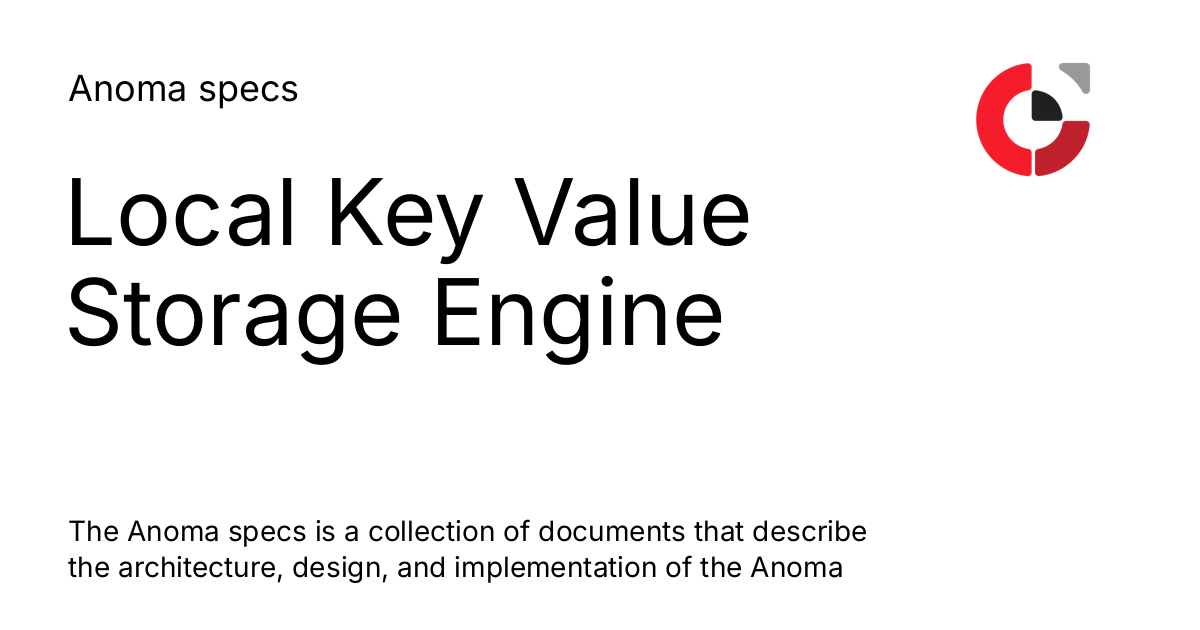 Anoma specs
Local Key Value
Storage Engine
The Anoma specs is a collection of documents that describe
the architecture, design, and implementation of the Anoma